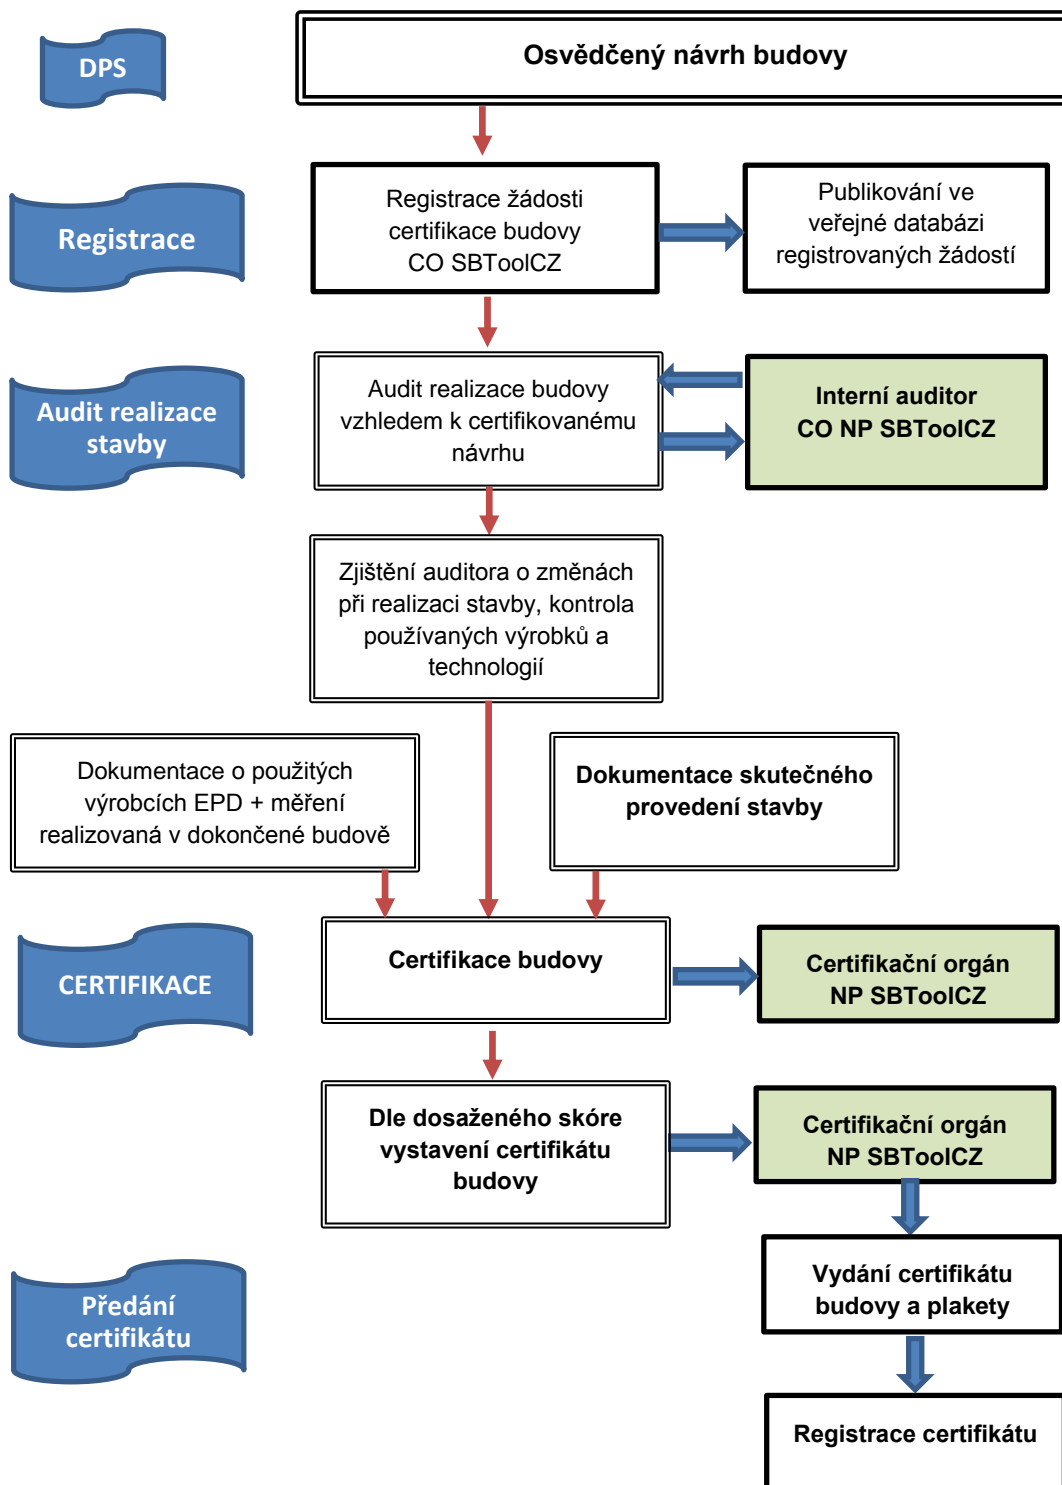 DPS
Osvědčený návrh budovy
Registrace
Registrace žádosti
certifikace budovy
CO SBToolCZ
Publikování ve
veřejné databázi
registrovaných žádostí
Audit realizace
stavby
Audit realizace budovy
vzhledem k certifikovanému
návrhu
Interní auditor
CO NP SBToolCZ
Zjištění auditora o změnách
při realizaci stavby, kontrola
používaných výrobků a
technologií
Dokumentace o použitých
výrobcích EPD + měření
realizovaná v dokončené budově
Dokumentace skutečného
provedení stavby
CERTIFIKACE
Certifikace budovy
Certifikační orgán
NP SBToolCZ
Dle dosaženého skóre
vystavení certifikátu
budovy
Certifikační orgán
NP SBToolCZ
Předání
certifikátu
Vydání certifikátu
budovy a plakety
Registrace certifikátu